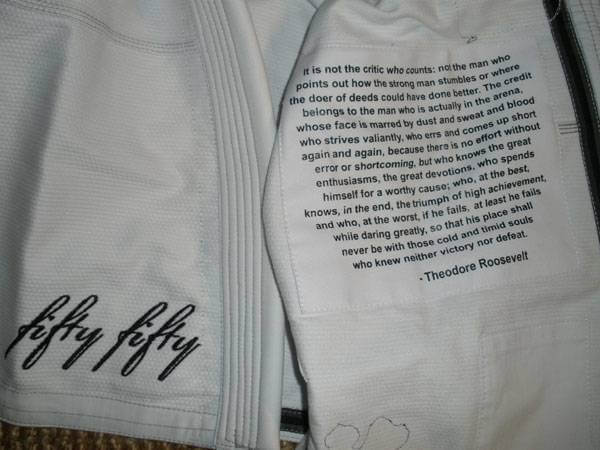 it is not the critic who counts: not the man who
points out how the strong man stumbles or where
the doer of deeds could have done better. The credit
belongs to the man who is actually in the arena,
whose face is marred by dust and sweat and blood
who strives valiantly, who errs and comes up short
again and again, because there is no effort without
error or shortcoming, but who knows the great
enthusiasms, the great devotions, who spends
himself for a worthy cause; who, at the best,
knows, in the end, the triumph of high achievement,
and who, at the worst, if he fails, at least he fails
while daring greatly, so that his place shall
never be with those cold and timid souls
who knew neither victory nor defeat.
- Theodore Roosevelt
fifty fifty